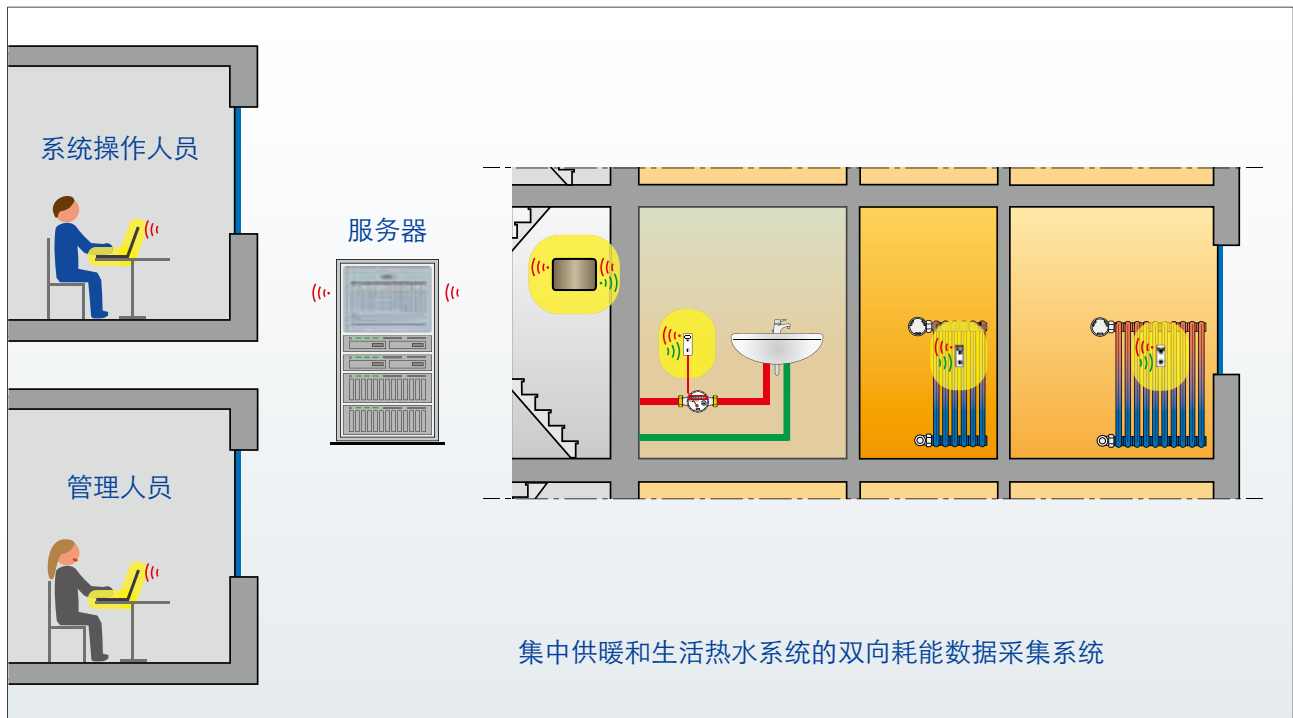 系统操作人员
服务器
管理人员
集中供暖和生活热水系统的双向耗能数据采集系统